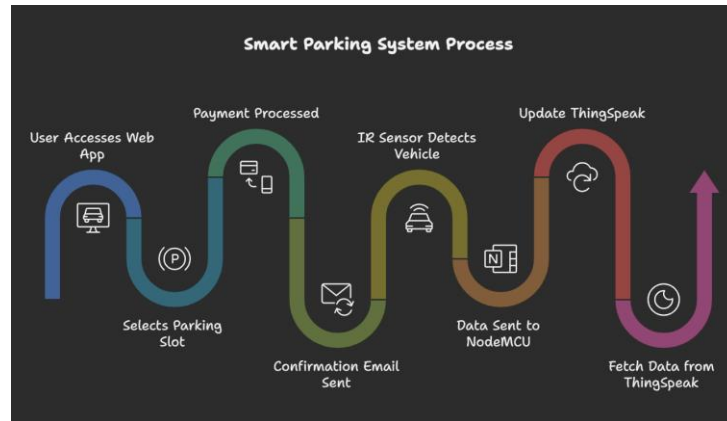 Smart Parking System Process
User Accesses Web
App
Selects Parking
Slot
Payment Processed
Confirmation Email
Sent
IR Sensor Detects
Vehicle
Data Sent to
NodeMCU
Update ThingSpeak
Fetch Data from
ThingSpeak
P
N